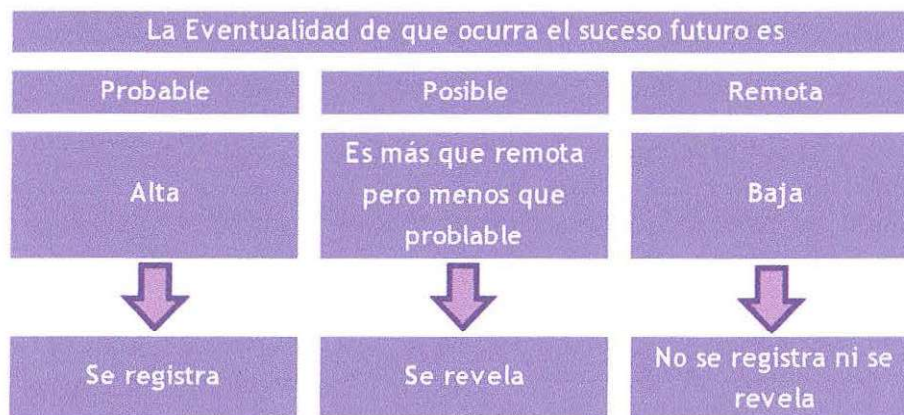 La Eventualidad de que ocurra el suceso futuro es
Probable
Posible
Remota
Alta
Es más que remota
pero menos que
problable
Baja
Se registra
Se revela
No se registra ni se
revela